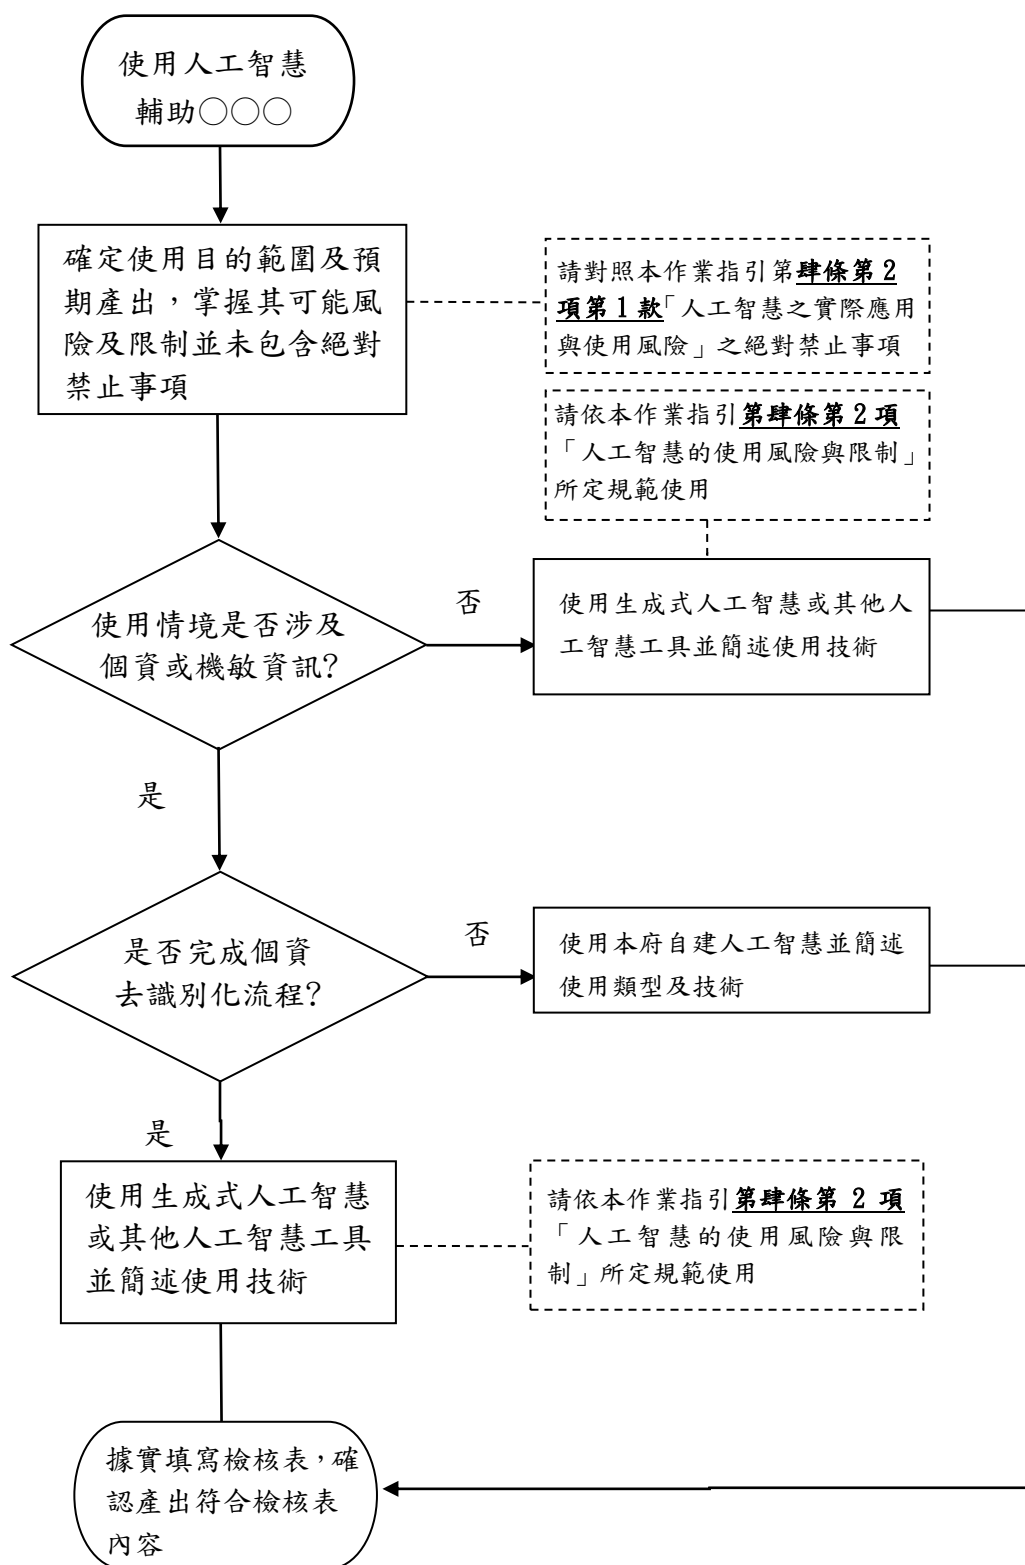 使用人工智慧
輔助○○○
確定使用目的範圍及預
期產出，掌握其可能風
險及限制並未包含絕對
禁止事項
請對照本作業指引第肆條第2
項第1款「人工智慧之實際應用
與使用風險」之絕對禁止事項
請依本作業指引第肆條第2項
「人工智慧的使用風險與限制」
所定規範使用
使用情境是否涉及
個資或機敏資訊?
否
使用生成式人工智慧或其他人
工智慧工具並簡述使用技術
是
是否完成個資
去識別化流程?
否
使用本府自建人工智慧並簡述
使用類型及技術
是
使用生成式人工智慧
或其他人工智慧工具
並簡述使用技術
請依本作業指引第肆條第 2 項
「人工智慧的使用風險與限
制」所定規範使用
據實填寫檢核表，確
認產出符合檢核表
內容